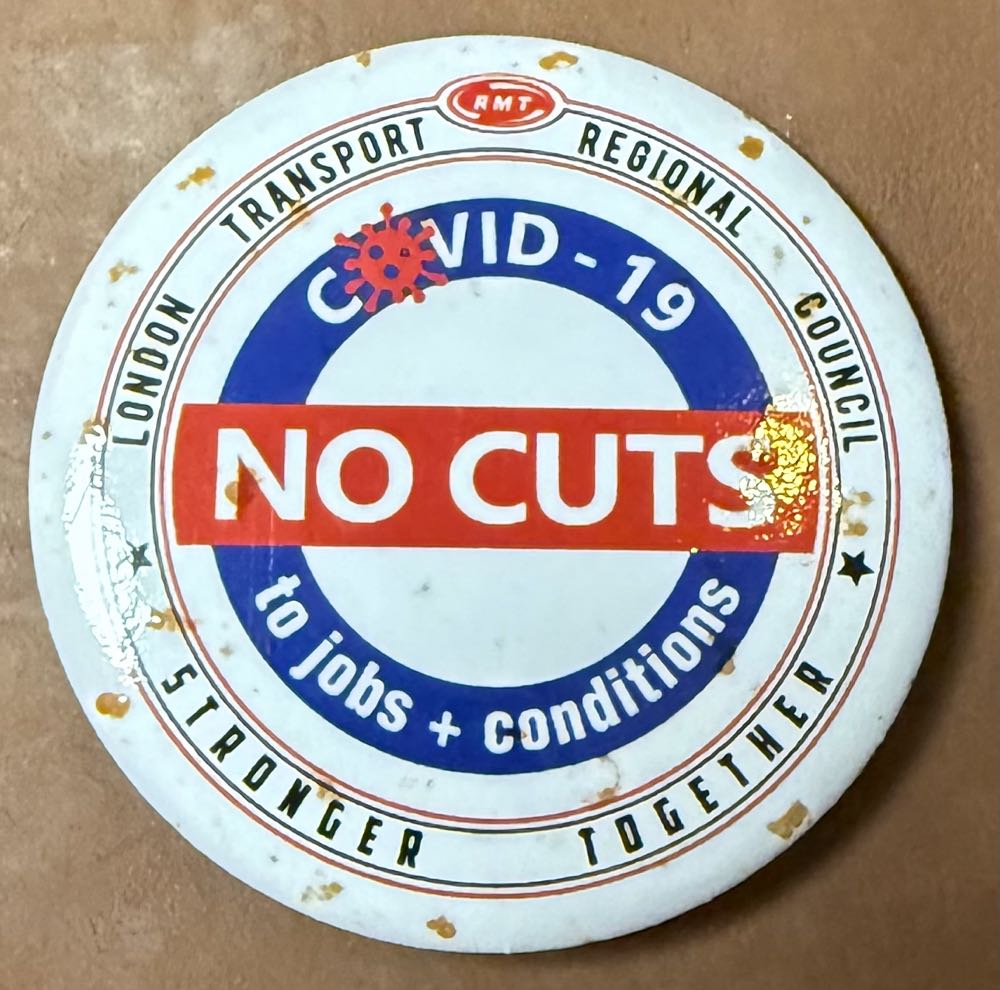 RMT
LONDON TRANSPORT REGIONAL COUNCIL
COVID-19
NO CUTS
to jobs + conditions
STRONGER TOGETHER